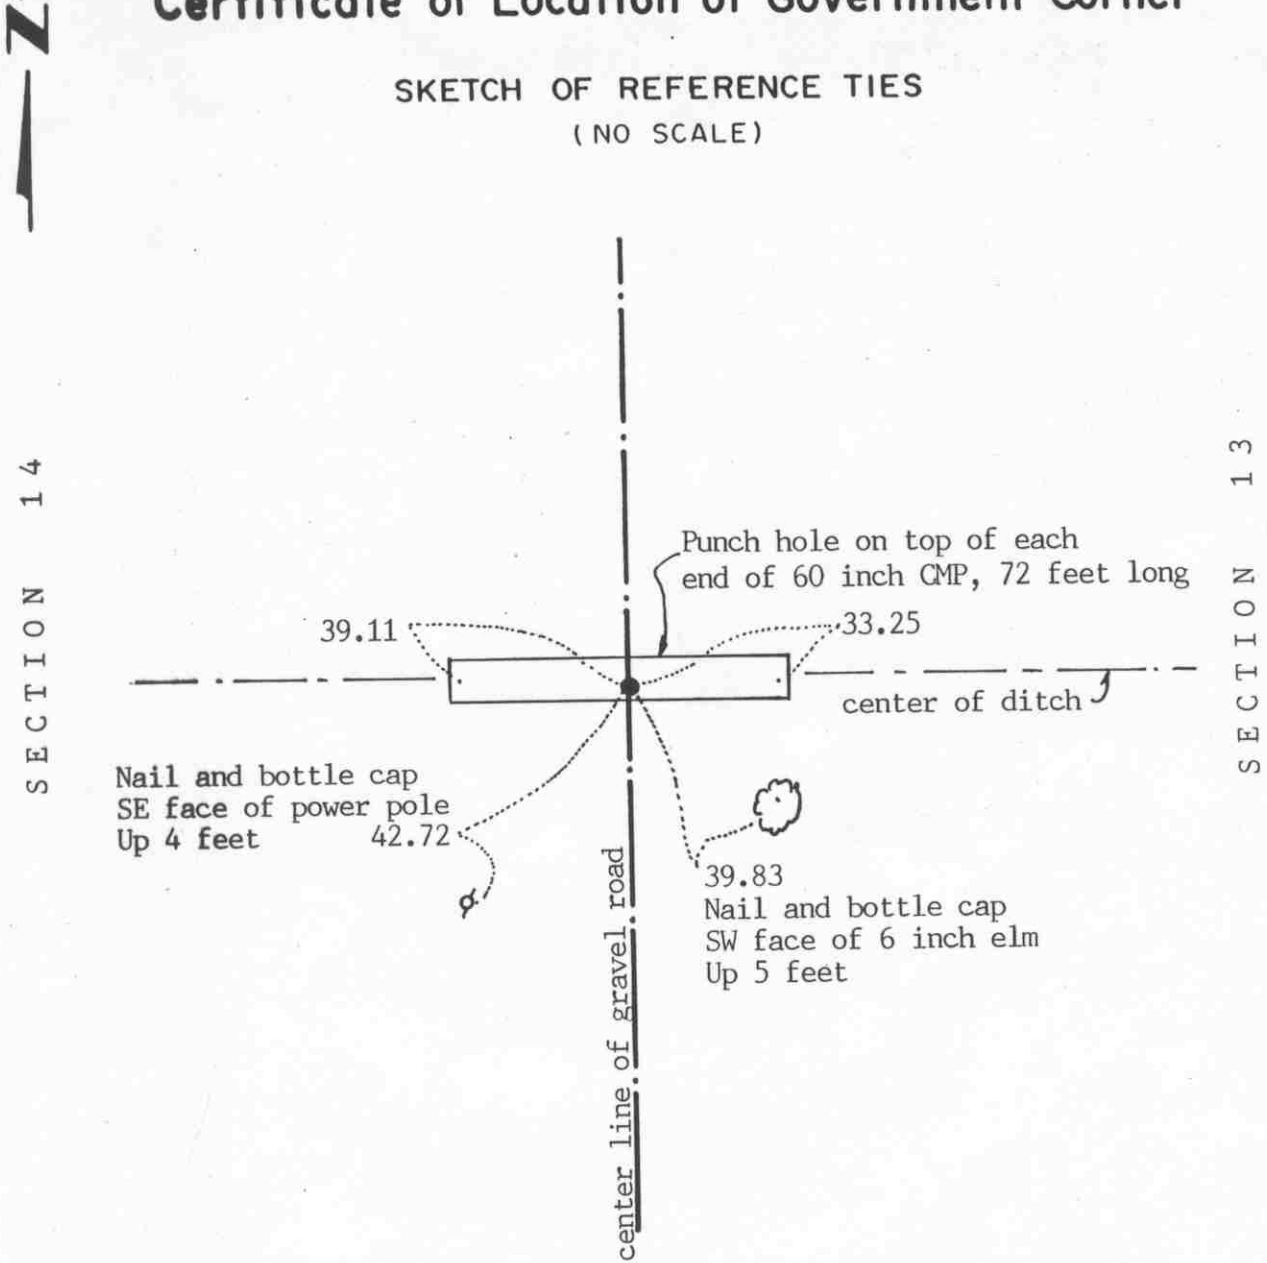 Certificate of Location of Government Corner
N
SKETCH OF REFERENCE TIES
(NO SCALE)
SECTION 14
SECTION 13
Punch hole on top of each
end of 60 inch CMP, 72 feet long
39.11
33.25
center of ditch
Nail and bottle cap
SE face of power pole
Up 4 feet 42.72
39.83
Nail and bottle cap
SW face of 6 inch elm
Up 5 feet
center line of gravel road